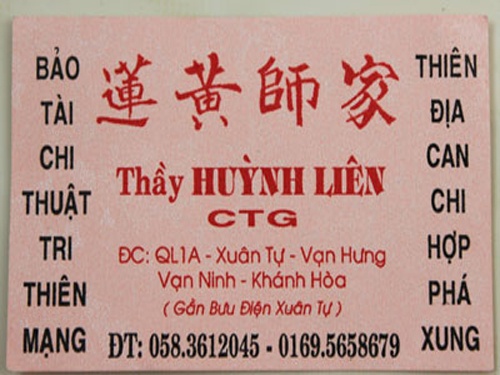 蓮黄師家
Thầy HUỲNH LIÊN
CTG
ĐC: QL1A - Xuân Tự - Vạn Hưng
Vạn Ninh - Khánh Hòa
( Gần Bưu Điện Xuân Tự )
ĐT: 058.3612045 - 0169.5658679
BẢO
TÀI
CHI
THUẬT
TRI
THIÊN
MẠNG
THIÊN
ĐỊA
CAN
CHI
HỢP
PHÁ
XUNG